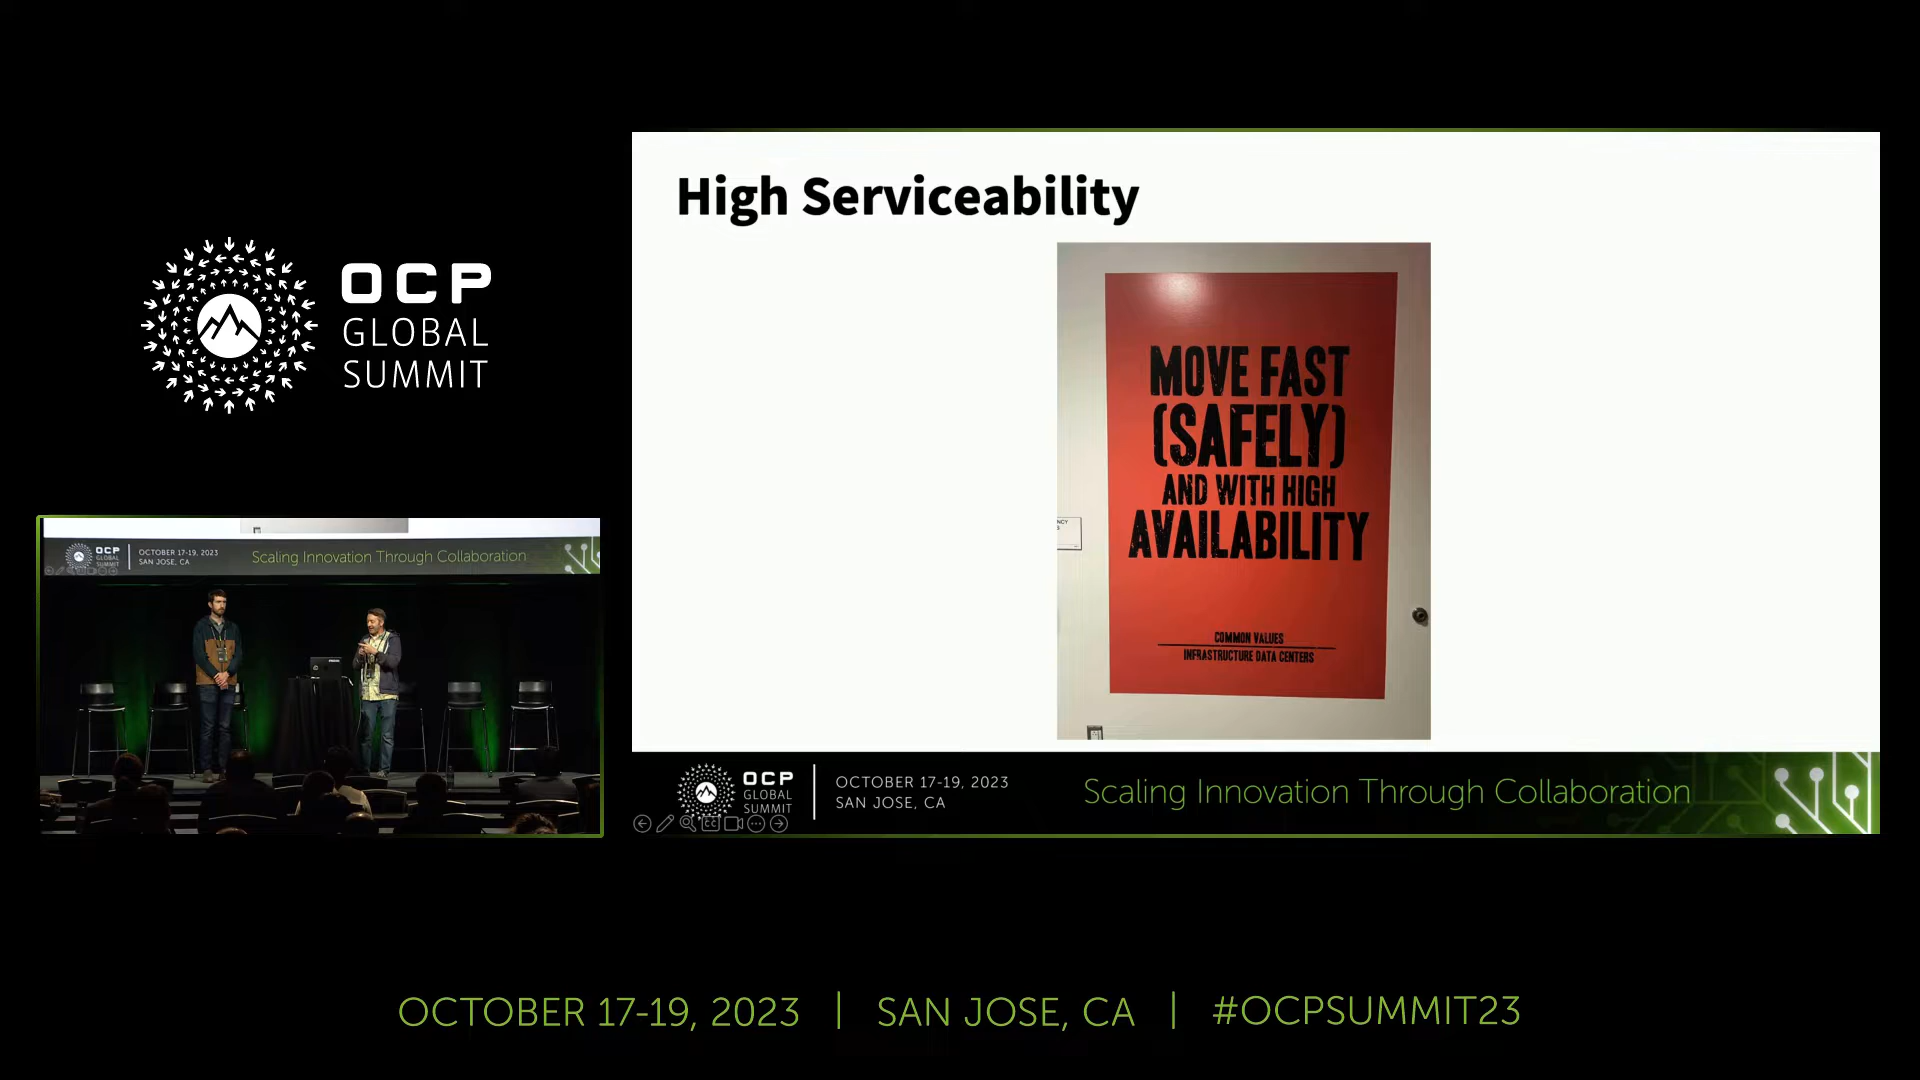 OCP
GLOBAL
SUMMIT
OCP
GLOBAL
SUMMIT
OCTOBER 17-19, 2023
SAN JOSE, CA
Scaling Innovation Through Collaboration
High Serviceability
MOVE FAST
(SAFELY)
AND WITH HIGH
AVAILABILITY
COMMON VALUES
INFRASTRUCTURE DATA CENTERS
OCP
GLOBAL
SUMMIT
OCTOBER 17-19, 2023
SAN JOSE, CA
Scaling Innovation Through Collaboration
OCTOBER 17-19, 2023 | SAN JOSE, CA | #OCPSUMMIT23